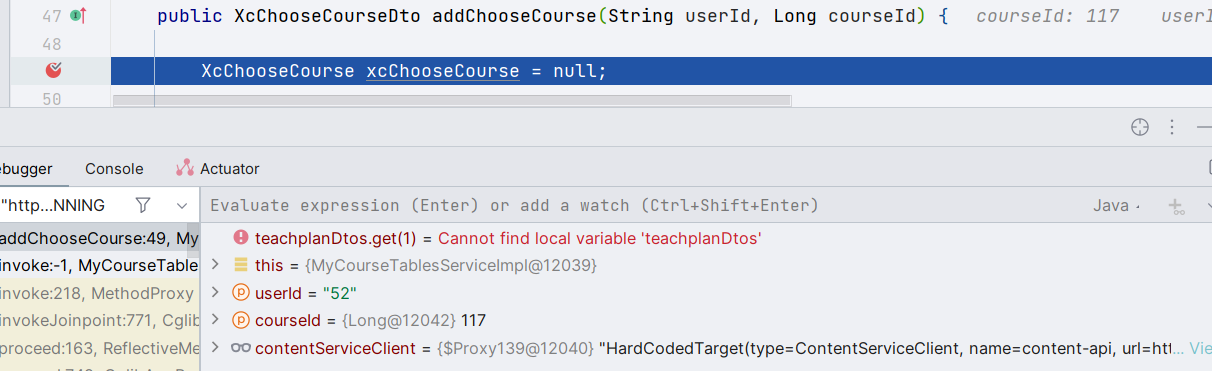 47 public XcChooseCourseDto addChooseCourse(String userId, Long courseId) { courseId: 117 userI
48
XcChooseCourse xcChooseCourse = null;
50
ebugger Console Actuator
"http...NNING Evaluate expression (Enter) or add a watch (Ctrl+Shift+Enter) Java
addChooseCourse:49, My teachplanDtos.get(1) = Cannot find local variable 'teachplanDtos'
invoke:-1, MyCourseTable this = {MyCourseTablesServiceImpl@12039}
invoke:218, MethodProxy userId = "52"
invokeJoinpoint:771, Cglib courseId = {Long@12042} 117
proceed:163, ReflectiveMe contentServiceClient = {$Proxy139@12040} "HardCodedTarget(type=ContentServiceClient, name=content-api, url=htt... Vie